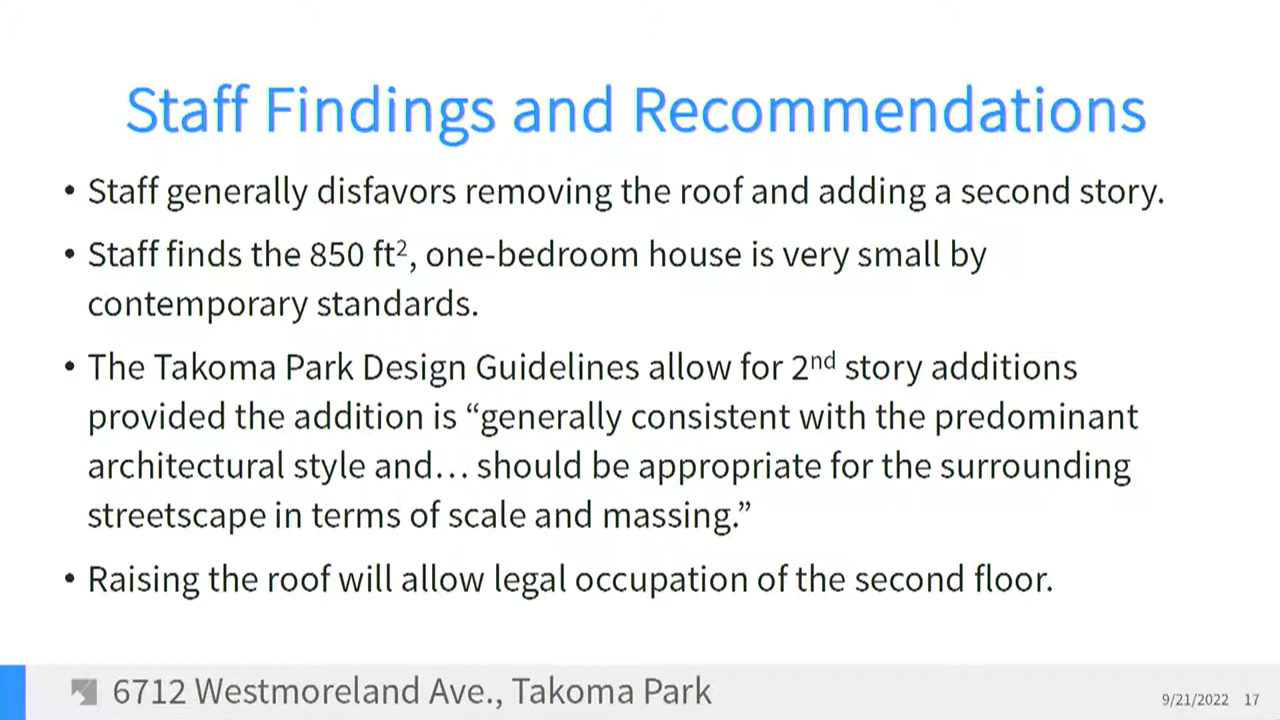 Staff Findings and Recommendations
• Staff generally disfavors removing the roof and adding a second story.
• Staff finds the 850 ft², one-bedroom house is very small by
contemporary standards.
• The Takoma Park Design Guidelines allow for 2nd story additions
provided the addition is “generally consistent with the predominant
architectural style and… should be appropriate for the surrounding
streetscape in terms of scale and massing.”
• Raising the roof will allow legal occupation of the second floor.
6712 Westmoreland Ave., Takoma Park
9/21/2022 17